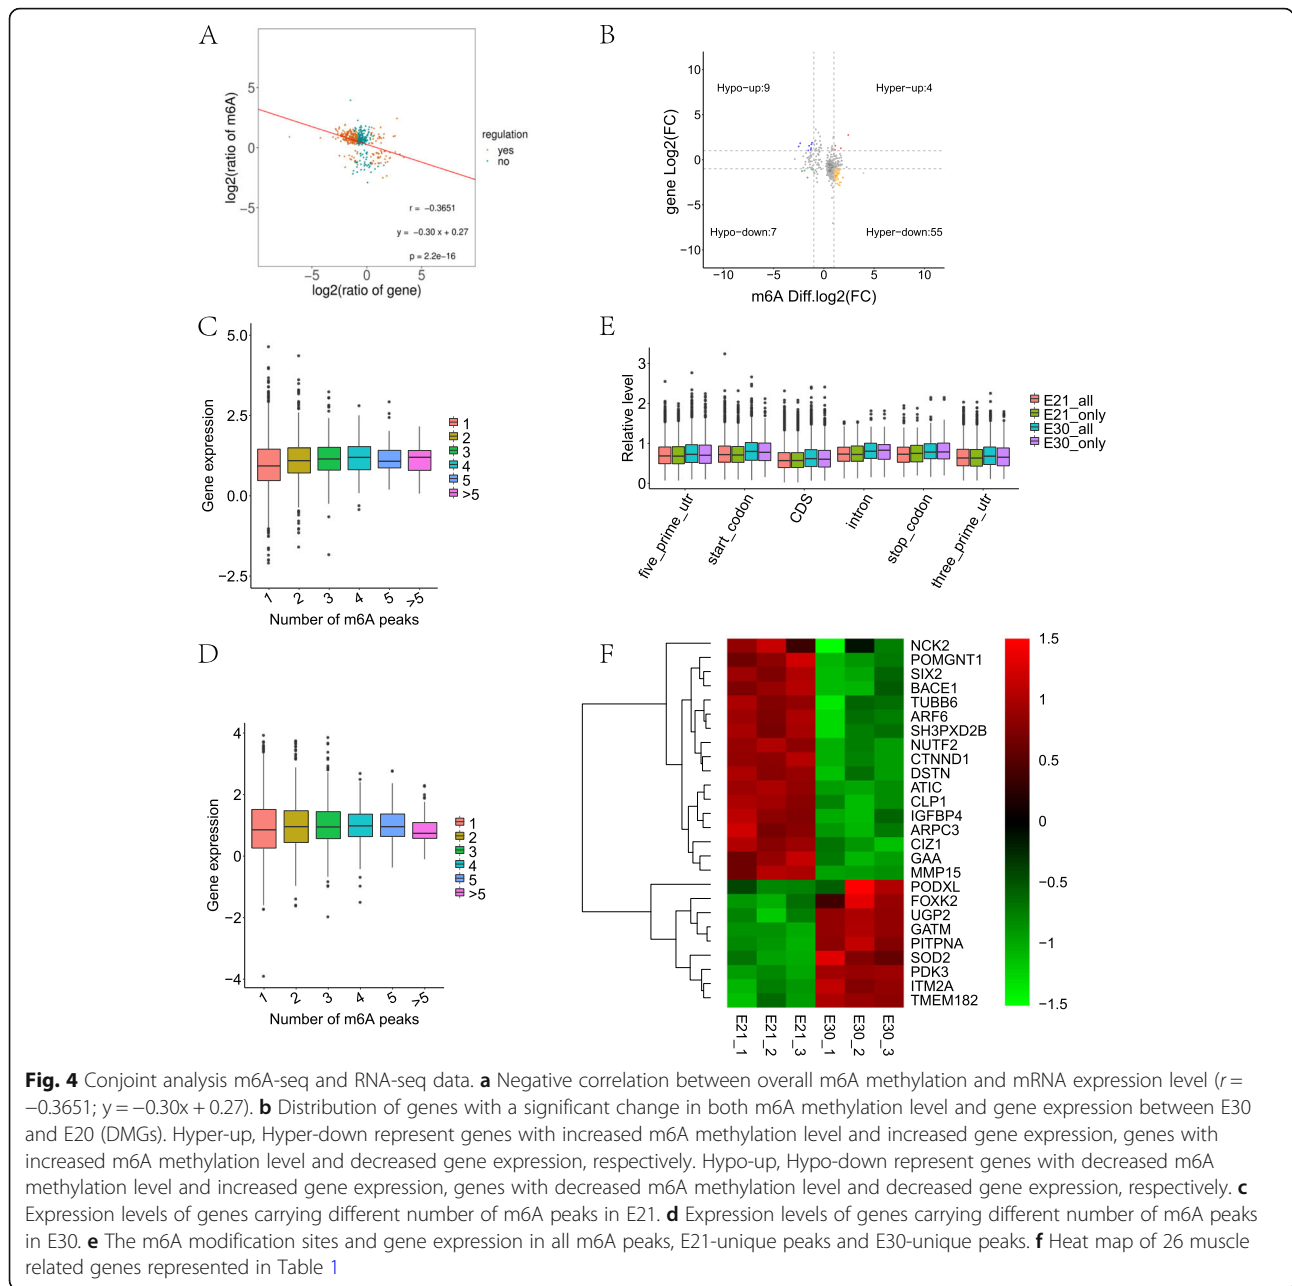 A
log2(ratio of m6A)
5
0
−5
−5
0
5
log2(ratio of gene)
r = −0.3651
y = −0.30 x + 0.27
p = 2.2e−16
regulation
yes
no
B
gene Log2(FC)
10
5
0
−5
−10
Hypo−up:9
Hyper−up:4
Hypo−down:7
Hyper−down:55
−10
−5
0
5
10
m6A Diff.log2(FC)
C
Gene expression
5.0
2.5
0.0
−2.5
1
2
3
4
5
>5
Number of m6A peaks
1
2
3
4
5
>5
E
Relative level
3
2
1
0
five_prime_utr
start_codon
CDS
intron
stop_codon
three_prime_utr
E21_all
E21_only
E30_all
E30_only
D
Gene expression
4
2
0
−2
−4
1
2
3
4
5
>5
Number of m6A peaks
1
2
3
4
5
>5
F
NCK2
POMGNT1
SIX2
BACE1
TUBB6
ARF6
SH3PXD2B
NUTF2
CTNND1
DSTN
ATIC
CLP1
IGFBP4
ARPC3
CIZ1
GAA
MMP15
PODXL
FOXK2
UGP2
GATM
PITPNA
SOD2
PDK3
ITM2A
TMEM182
E21_1
E21_2
E21_3
E30_1
E30_2
E30_3
1.5
1
0.5
0
−0.5
−1
−1.5
Fig. 4 Conjoint analysis m6A-seq and RNA-seq data. a Negative correlation between overall m6A methylation and mRNA expression level (r =
−0.3651; y = −0.30x + 0.27). b Distribution of genes with a significant change in both m6A methylation level and gene expression between E30
and E20 (DMGs). Hyper-up, Hyper-down represent genes with increased m6A methylation level and increased gene expression, genes with
increased m6A methylation level and decreased gene expression, respectively. Hypo-up, Hypo-down represent genes with decreased m6A
methylation level and increased gene expression, genes with decreased m6A methylation level and decreased gene expression, respectively. c
Expression levels of genes carrying different number of m6A peaks in E21. d Expression levels of genes carrying different number of m6A peaks
in E30. e The m6A modification sites and gene expression in all m6A peaks, E21-unique peaks and E30-unique peaks. f Heat map of 26 muscle
related genes represented in Table 1